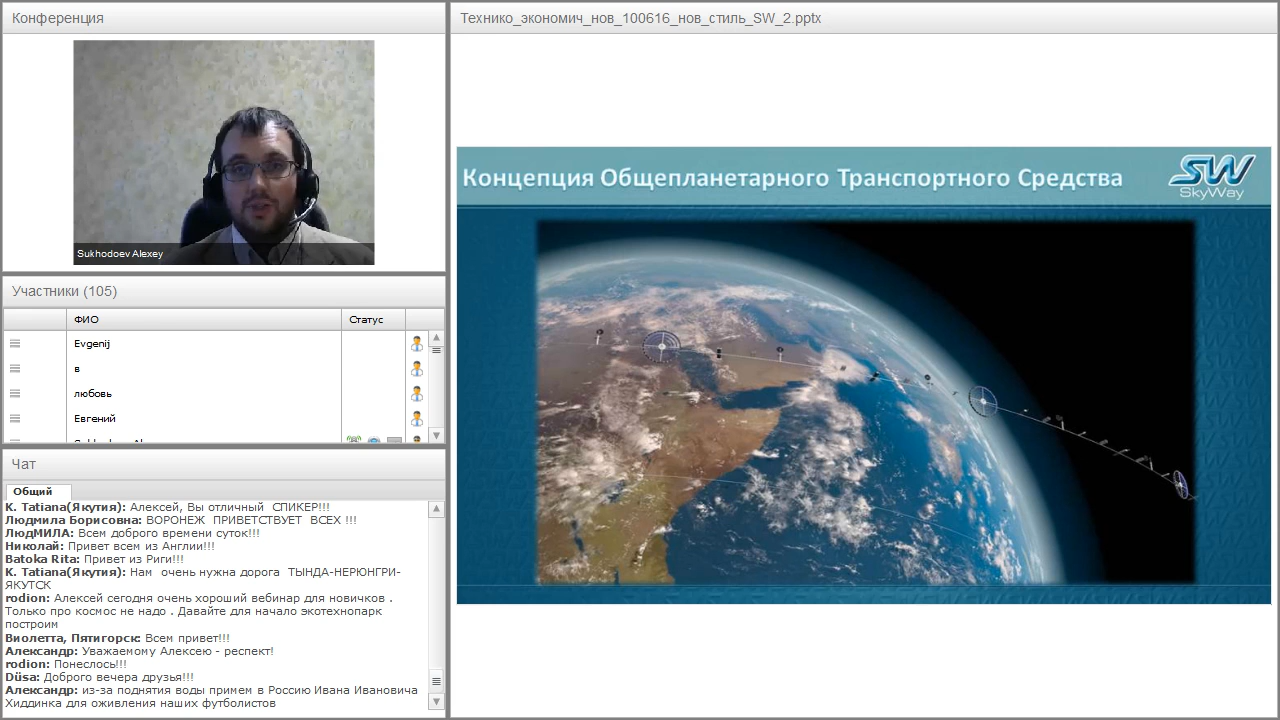 Конференция
Sukhodoev Alexey
Участники (105)
ФИО
Статус
Evgenij
в
любовь
Евгений
Чат
Общий
K. Tatiana(Якутия): Алексей, Вы отличный СПИКЕР!!!
Людмила Борисовна: ВОРОНЕЖ ПРИВЕТСТВУЕТ ВСЕХ !!!
ЛюдМИЛА: Всем доброго времени суток!!!
Николай: Привет всем из Англии!!!
Batoka Rita: Привет из Риги!!!
K. Tatiana(Якутия): Нам очень нужна дорога ТЫНДА-НЕРЮНГРИ-
ЯКУТСК
rodion: Алексей сегодня очень хороший вебинар для новичков .
Только про космос не надо . Давайте для начало экотехнопарк
построим
Виолетта, Пятигорск: Всем привет!!!
Александр: Уважаемому Алексею - респект!
rodion: Понеслось!!!
Düsa: Доброго вечера друзья!!!
Александр: из-за поднятия воды примем в Россию Ивана Ивановича
Хиддинка для оживления наших футболистов
Технико_экономич_нов_100616_нов_стиль_SW_2.pptx
Концепция Общепланетарного Транспортного Средства
SW
SkyWay